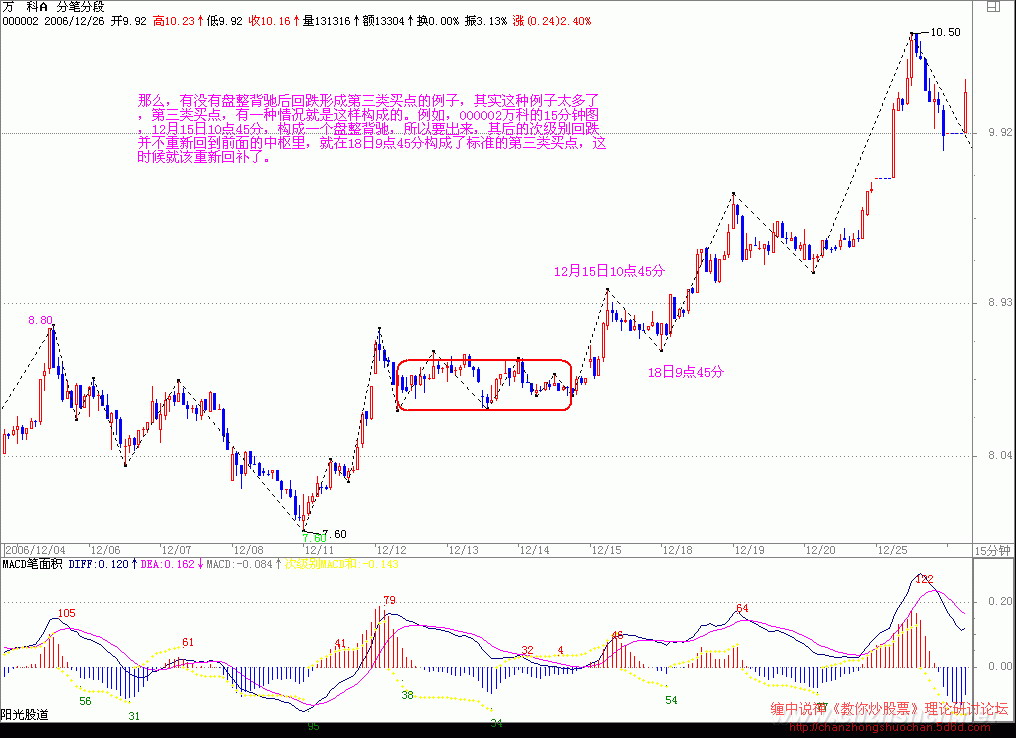 万 科A 分笔分段
000002 2006/12/26 开9.92 高10.23↑低9.92 收10.16↑量131316↑额13304↑换0.00% 振3.13% 涨(0.24)2.40%
10.50
那么，有没有盘整背驰后回跌形成第三类买点的例子，其实这种例子太多了
，第三类买点，有一种情况就是这样构成的。例如，000002万科的15分钟图
，12月15日10点45分，构成一个盘整背驰，所以要出来，其后的次级别回跌
并不重新回到前面的中枢里，就在18日9点45分构成了标准的第三类买点，这
时候就该重新回补了。
9.92
12月15日10点45分
8.93
8.80
18日9点45分
8.04
7.60
7.60
2006/12/04 12/06 12/07 12/08 12/11 12/12 12/13 12/14 12/15 12/18 12/19 12/20 12/25 15分钟
MACD笔面积 DIFF:0.120↑DEA:0.162↓MACD:-0.084↑次级别MACD和:-0.143
122
79
0.20
64
105
46
61
41
32
4
0.00
38
54
56
31
34
95
阳光股道
缠中说禅《教你炒股票》理论研讨论坛
http://chanzhongshuochan.5d6d.com